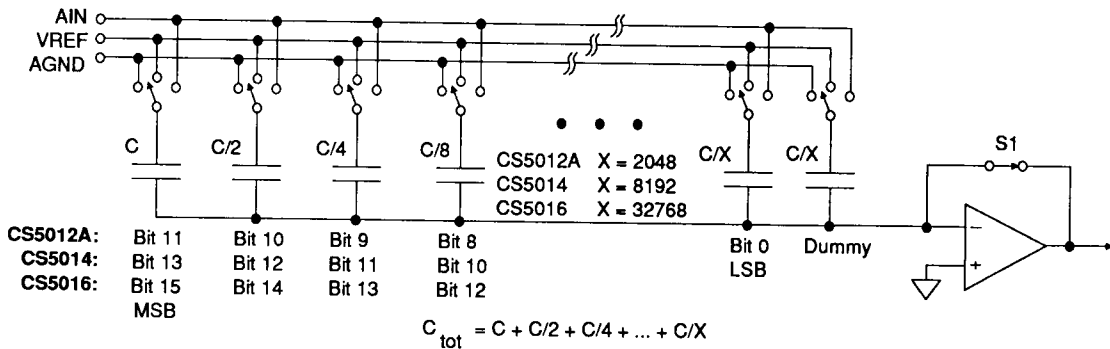 AIN
VREF
AGND
C
C/2
C/4
C/8
C/X
C/X
S1
CS5012A X = 2048
CS5014 X = 8192
CS5016 X = 32768
−
+
CS5012A: Bit 11 Bit 10 Bit 9 Bit 8 Bit 0 Dummy
CS5014: Bit 13 Bit 12 Bit 11 Bit 10 LSB
CS5016: Bit 15 Bit 14 Bit 13 Bit 12
MSB
C tot = C + C/2 + C/4 + ... + C/X